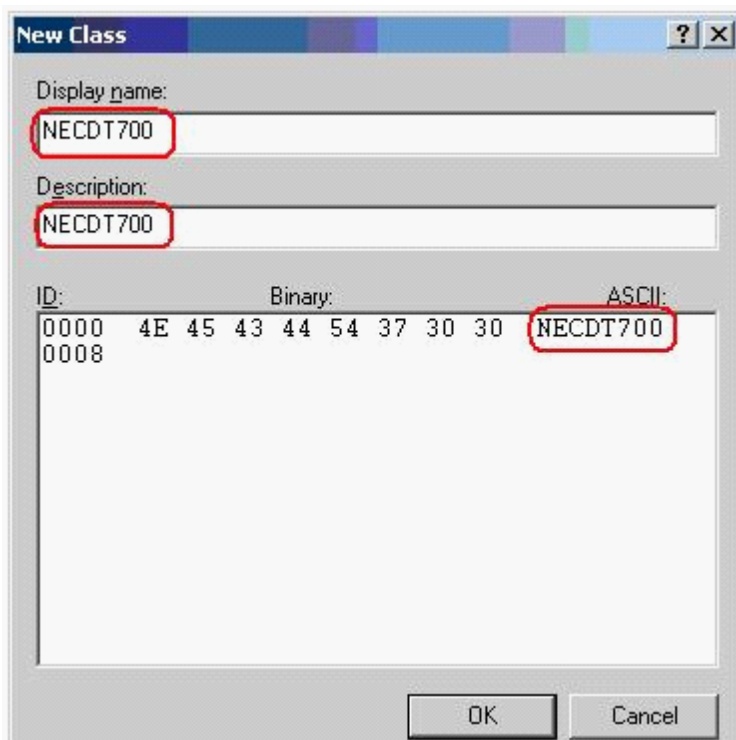 New Class
Display name:
NECDT700
Description:
NECDT700
ID: Binary: ASCII:
0000 4E 45 43 44 54 37 30 30 NECDT700
0008
OK Cancel